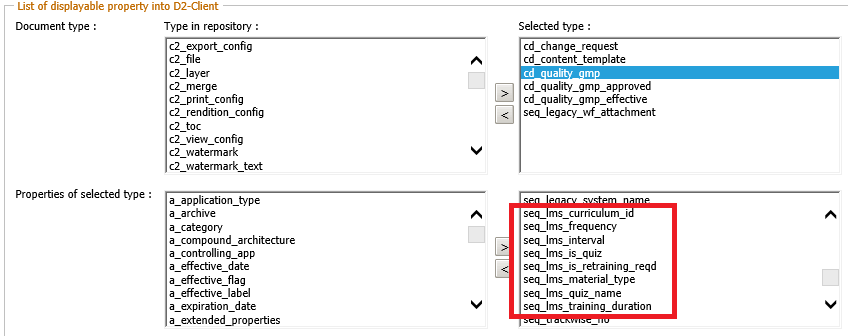 List of displayable property into D2-Client
Document type :
Type in repository :
c2_export_config
c2_file
c2_layer
c2_merge
c2_print_config
c2_rendition_config
c2_toc
c2_view_config
c2_watermark
c2_watermark_text
>
<
Selected type :
cd_change_request
cd_content_template
cd_quality_gmp
cd_quality_gmp_approved
cd_quality_gmp_effective
seq_legacy_wf_attachment
Properties of selected type :
a_application_type
a_archive
a_category
a_compound_architecture
a_controlling_app
a_effective_date
a_effective_flag
a_effective_label
a_expiration_date
a_extended_properties
>
<
seq_legacy_system_name
seq_lms_curriculum_id
seq_lms_frequency
seq_lms_interval
seq_lms_is_quiz
seq_lms_is_retraining_reqd
seq_lms_material_type
seq_lms_quiz_name
seq_lms_training_duration
seq_trackwise_no